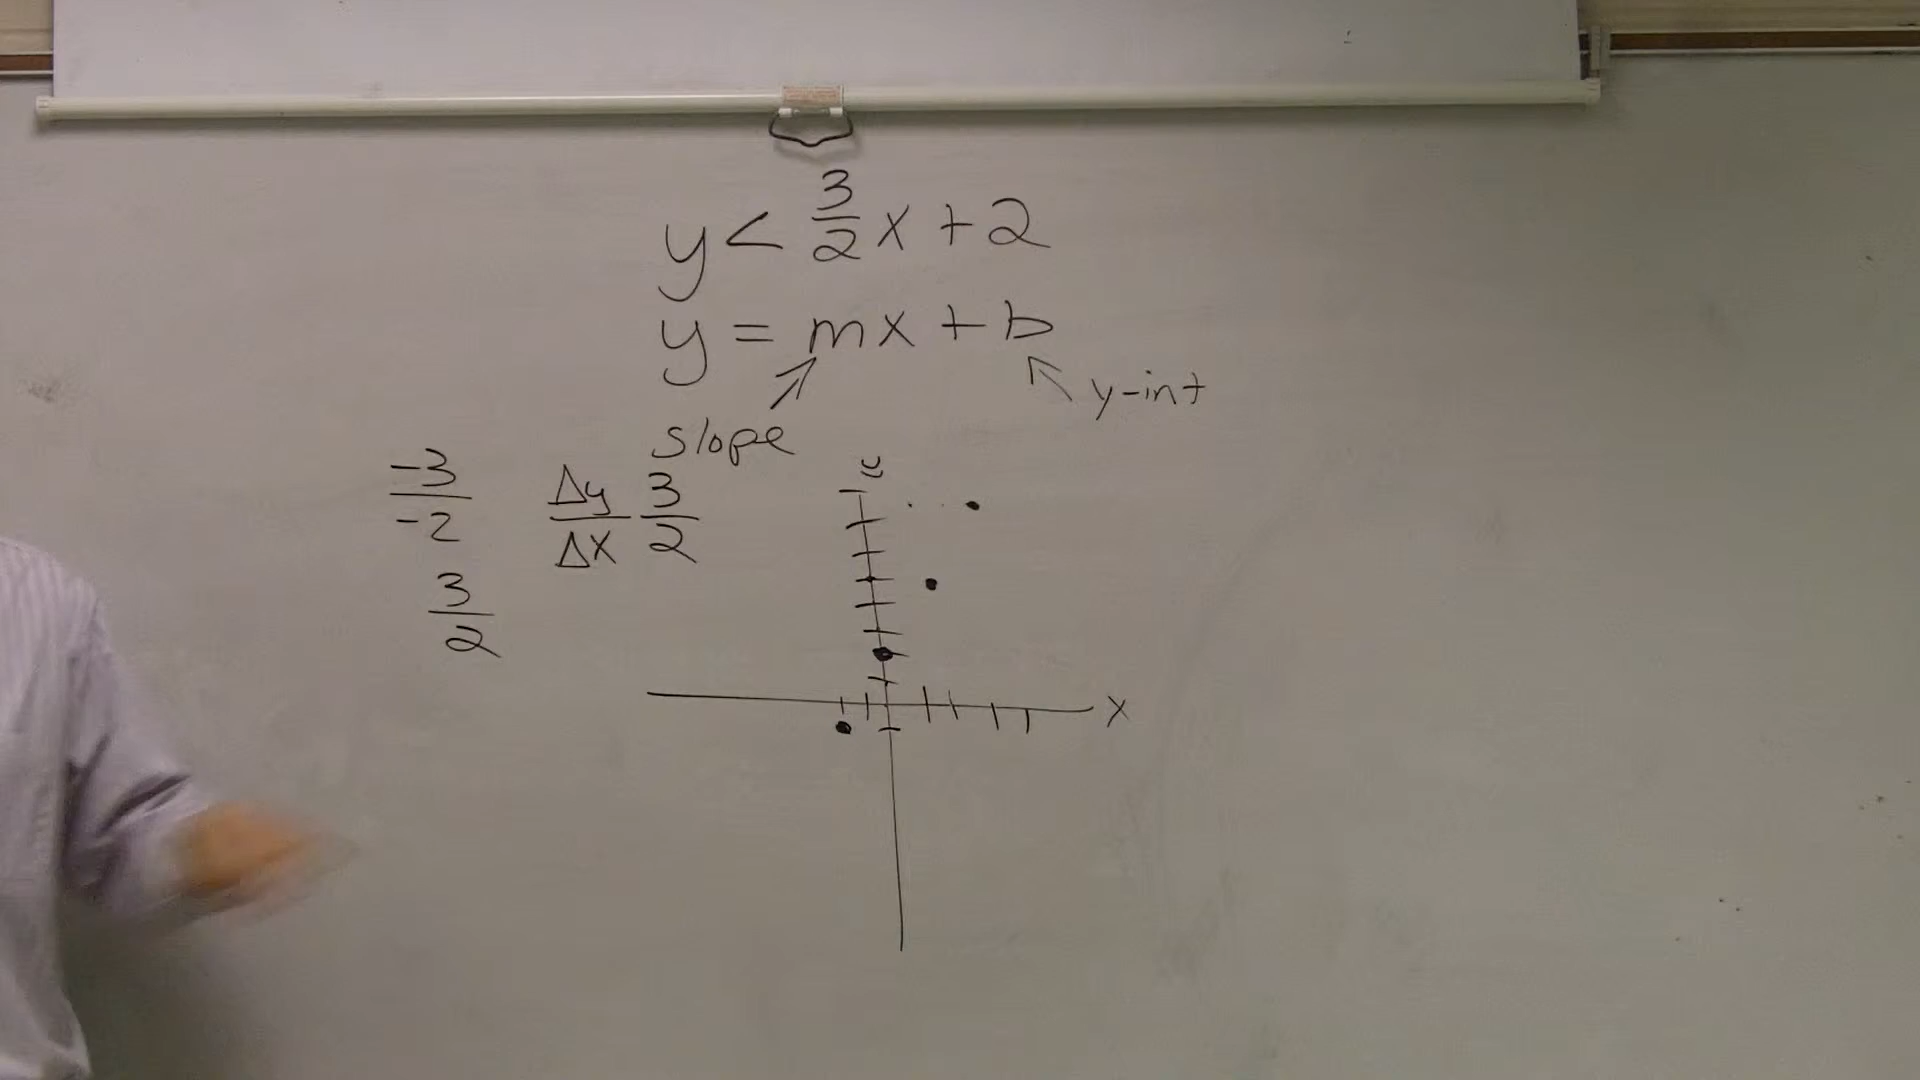 y < 3/2 x + 2
y = mx + b
slope
y-int
-3/-2
Δy/Δx 3/2
3/2
y
x